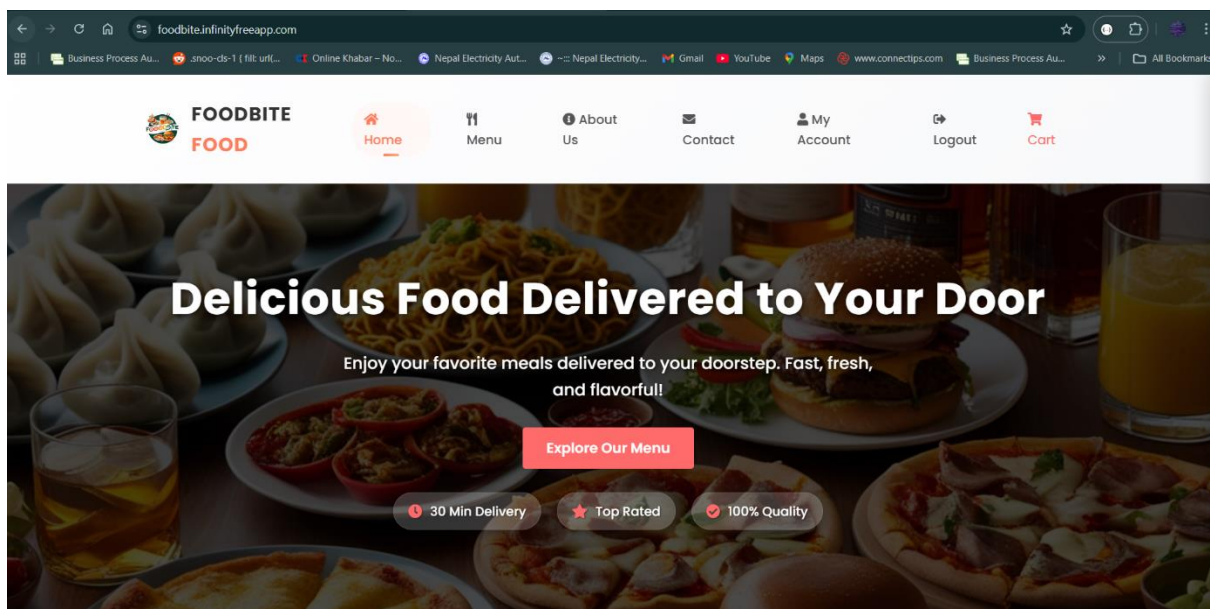 foodbite.infinityfreeapp.com
Business Process Au...
.snoo-cls-1 { fill: url(...
Online Khabar – No...
Nepal Electricity Aut...
~::: Nepal Electricity...
Gmail
YouTube
Maps
www.connectips.com
Business Process Au...
»
All Bookmarks
FOODBITE
FOOD
Home
Menu
About
Us
Contact
My
Account
Logout
Cart
Delicious Food Delivered to Your Door
Enjoy your favorite meals delivered to your doorstep. Fast, fresh,
and flavorful!
Explore Our Menu
30 Min Delivery
Top Rated
100% Quality